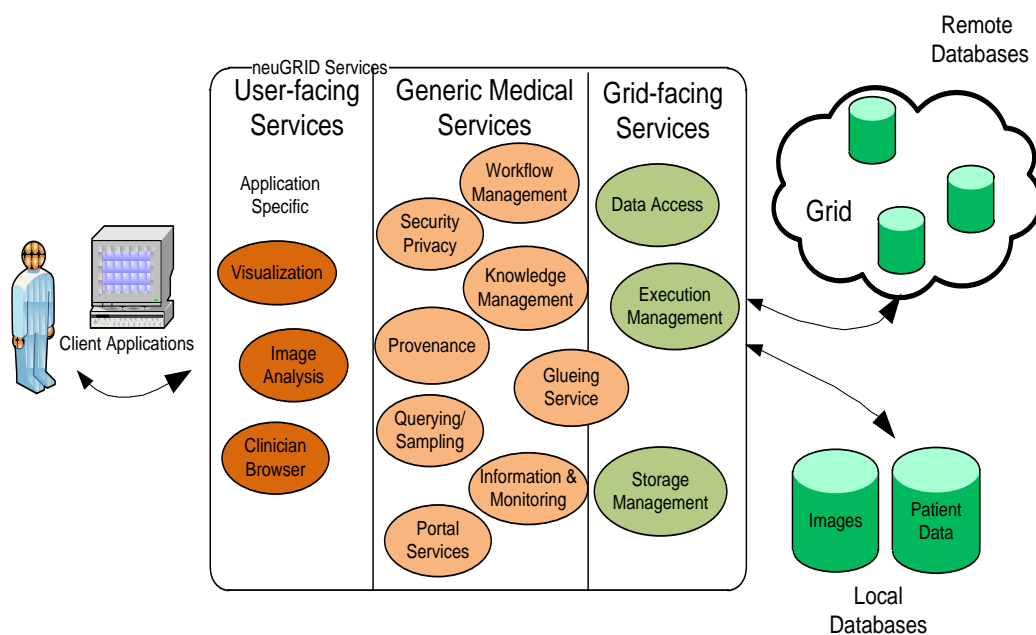 Remote
Databases
neuGRID Services
User-facing
Services
Generic Medical
Services
Grid-facing
Services
Application
Specific
Visualization
Image
Analysis
Clinician
Browser
Workflow
Management
Security
Privacy
Knowledge
Management
Provenance
Glueing
Service
Querying/
Sampling
Information &
Monitoring
Portal
Services
Data Access
Execution
Management
Storage
Management
Client Applications
Grid
Images
Patient
Data
Local
Databases